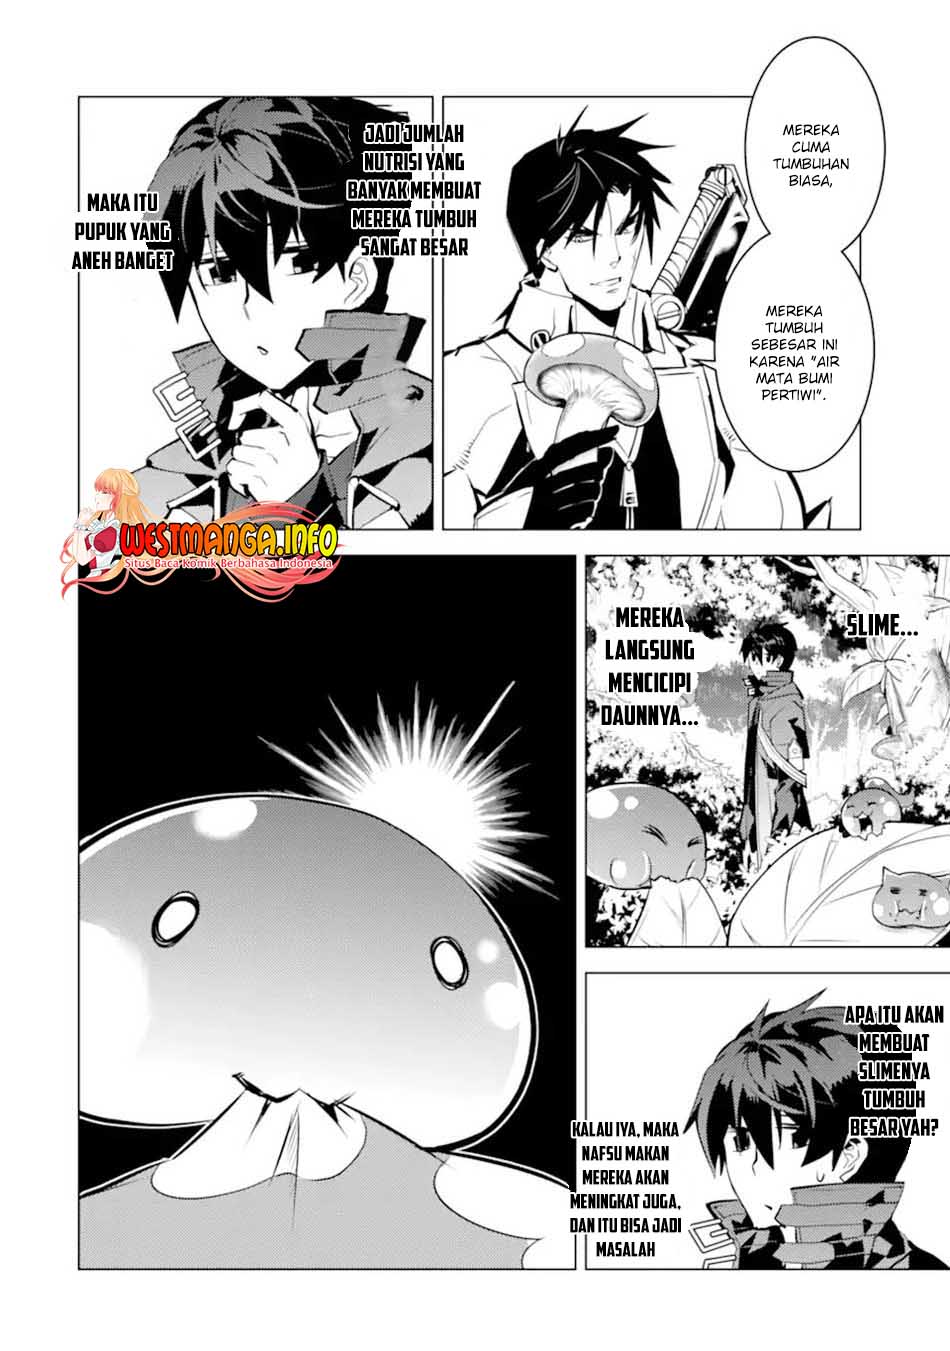 MEREKA
CUMA
TUMBUHAN
BIASA,
MEREKA
TUMBUH
SEBESAR INI
KARENA "AIR
MATA BUMI
PERTIWI".
JADI JUMLAH
NUTRISI YANG
BANYAK MEMBUAT
MEREKA TUMBUH
SANGAT BESAR
MAKA ITU
PUPUK YANG
ANEH BANGET
WESTMANGA.INFO
Situs Baca Komik Berbahasa Indonesia
SLIME...
MEREKA
LANGSUNG
MENCICIPI
DAUNNYA...
APA ITU AKAN
MEMBUAT
SLIMENYA
TUMBUH
BESAR YAH?
KALAU IYA, MAKA
NAFSU MAKAN
MEREKA AKAN
MENINGKAT JUGA,
DAN ITU BISA JADI
MASALAH